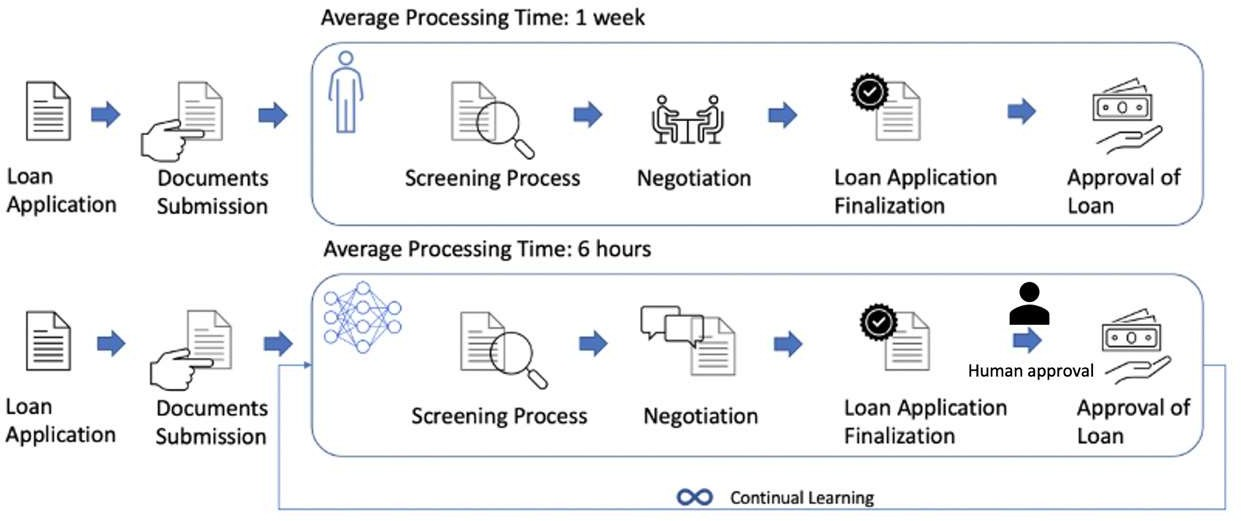 Average Processing Time: 1 week
Loan
Application
Documents
Submission
Screening Process
Negotiation
Loan Application
Finalization
Approval of
Loan
Average Processing Time: 6 hours
Loan
Application
Documents
Submission
Screening Process
Negotiation
Loan Application
Finalization
Human approval
Approval of
Loan
Continual Learning